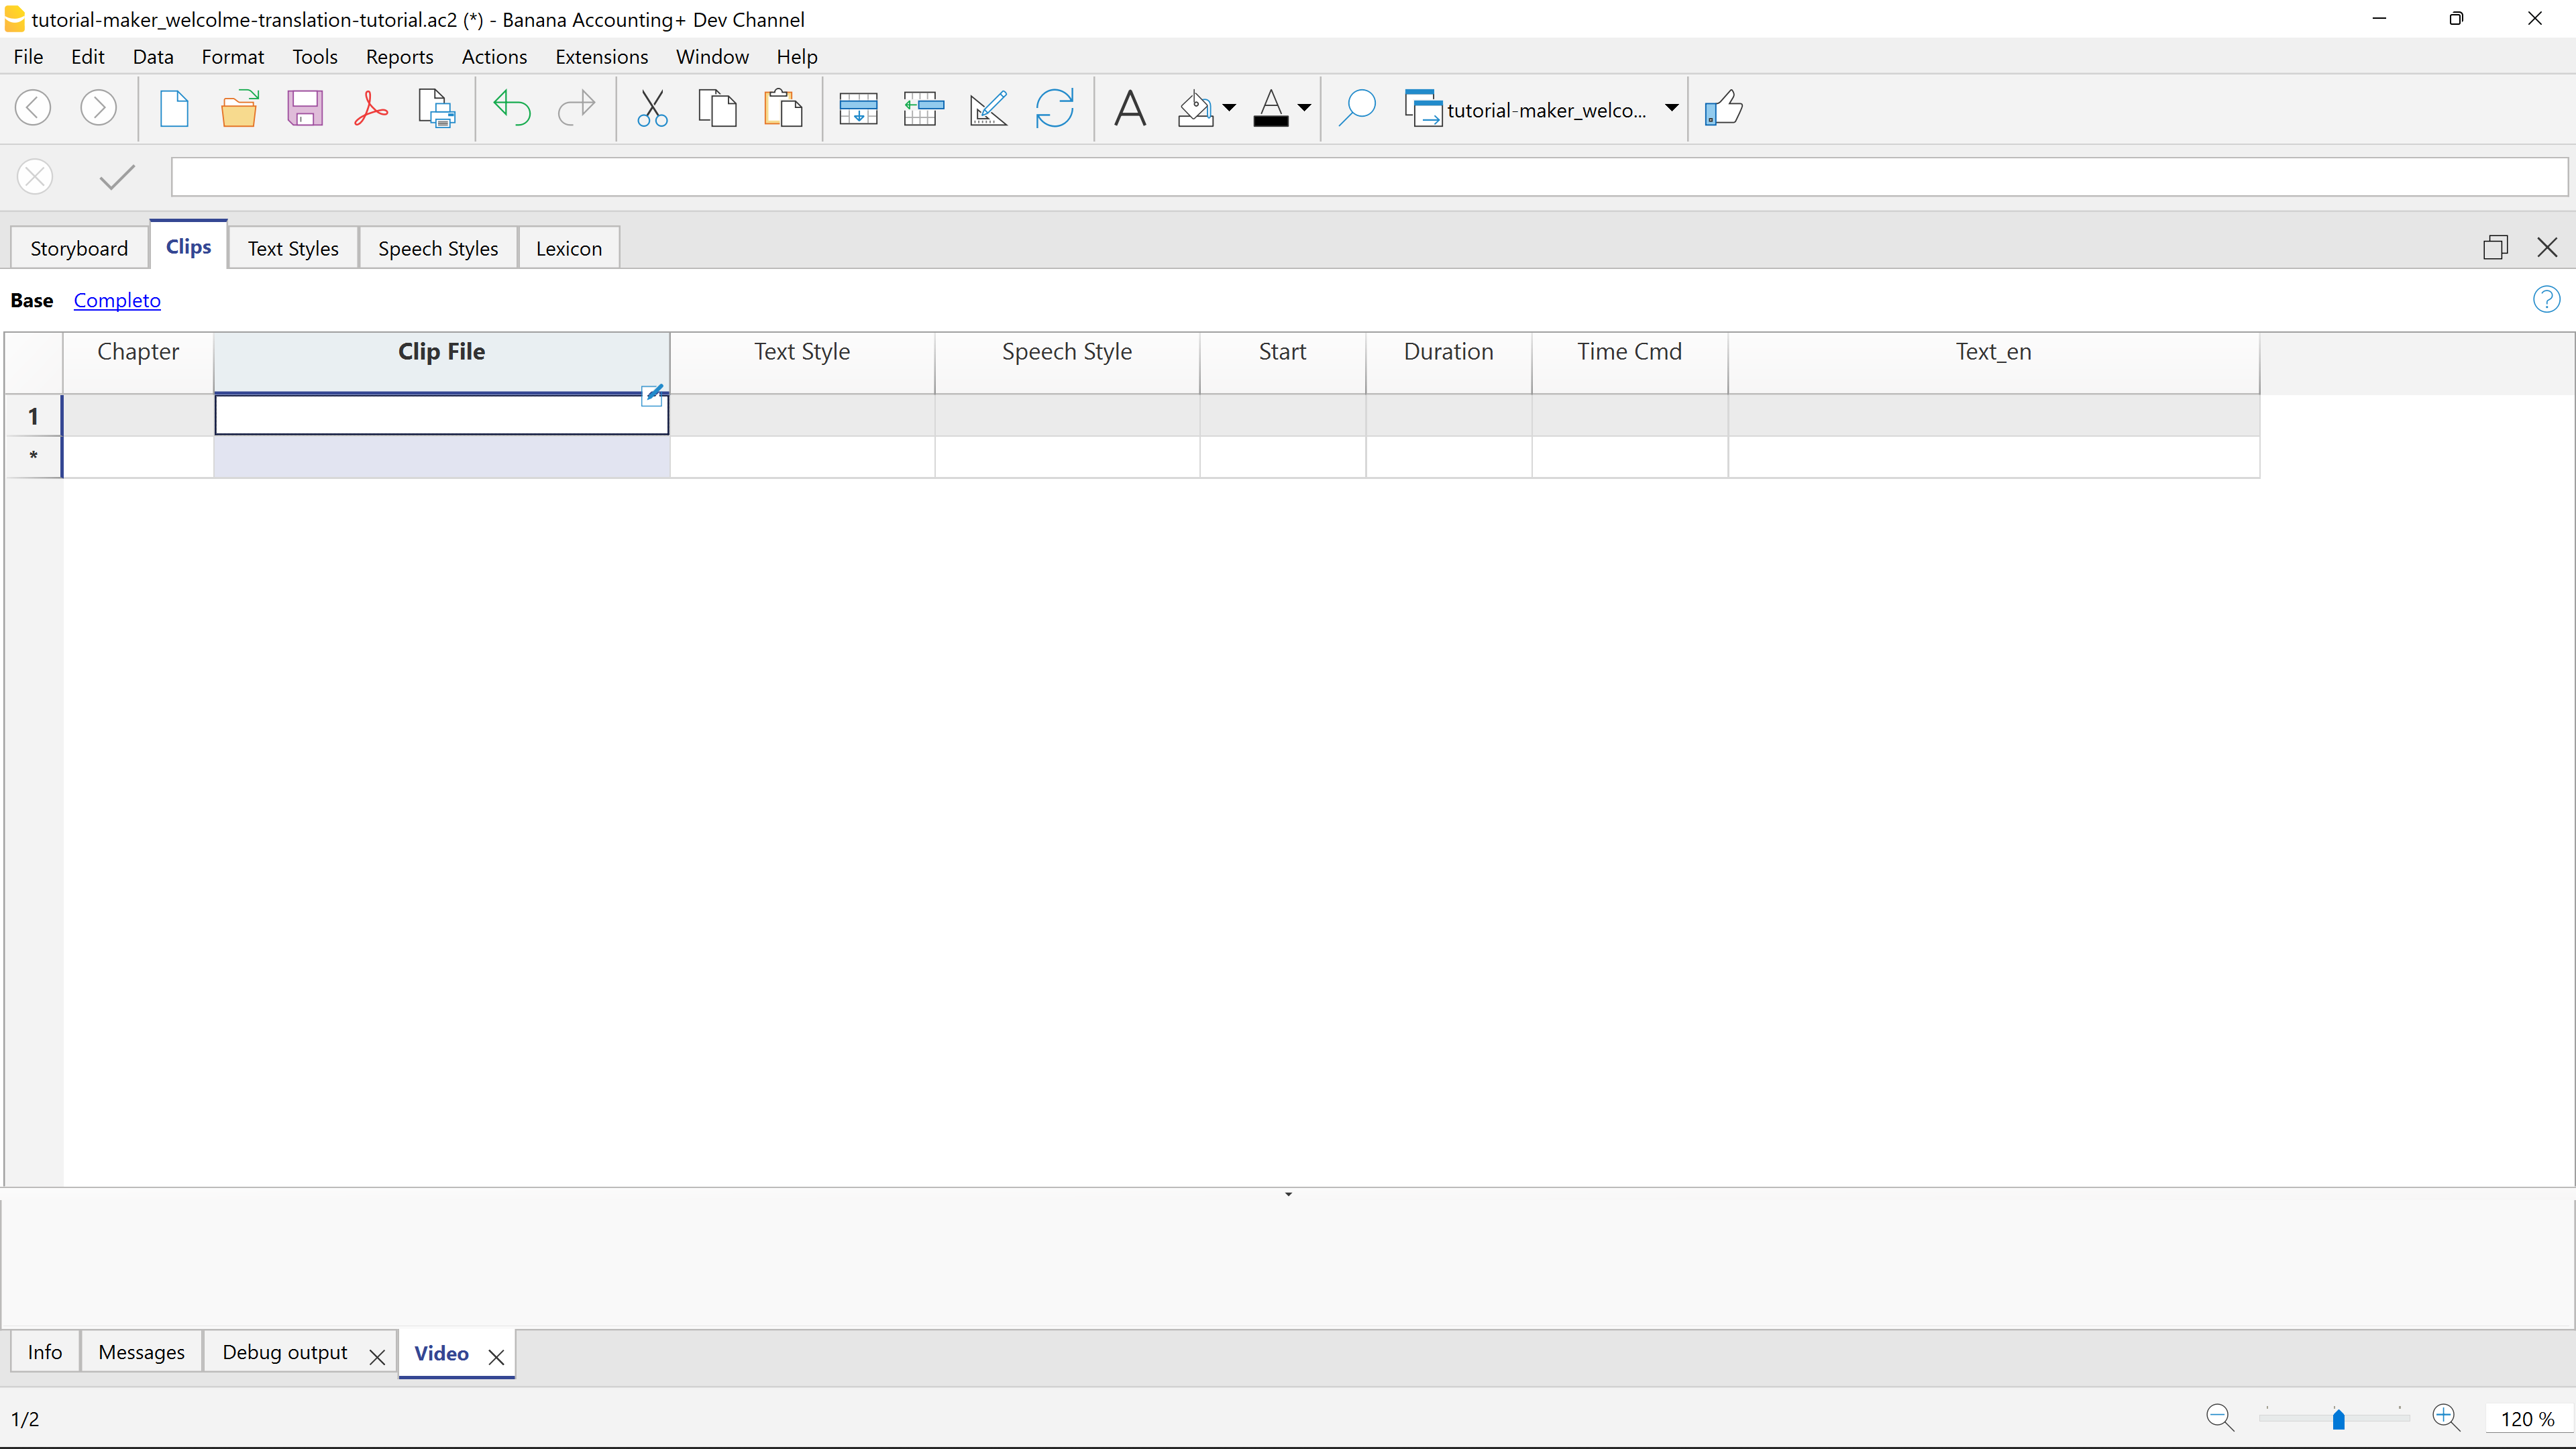 tutorial-maker_welcolme-translation-tutorial.ac2 (*) - Banana Accounting+ Dev Channel
File Edit Data Format Tools Reports Actions Extensions Window Help
tutorial-maker_welco...
Storyboard Clips Text Styles Speech Styles Lexicon
Base Completo
Chapter Clip File Text Style Speech Style Start Duration Time Cmd Text_en
1
*
Info Messages Debug output Video
1/2 120 %